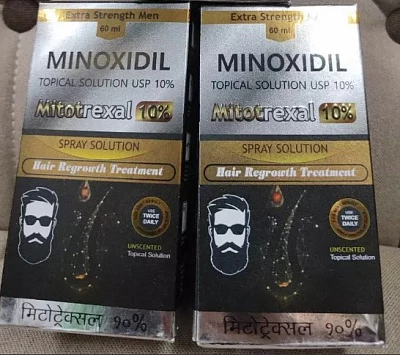 Extra Strength Men
60 ml
MINOXIDIL
TOPICAL SOLUTION USP 10%
Mitotrexal 10%
SPRAY SOLUTION
Hair Regrowth Treatment
USE
TWICE
DAILY
UNSCENTED
Topical Solution
मिटोट्रेक्सल १०%
Extra Strength
60 ml
MINOXIDIL
TOPICAL SOLUTION USP 10%
Mitotrexal 10%
SPRAY SOLUTION
Hair Regrowth Treatment
USE
TWICE
DAILY
UNSCENTED
Topical Solution
मिटोट्रेक्सल १०%